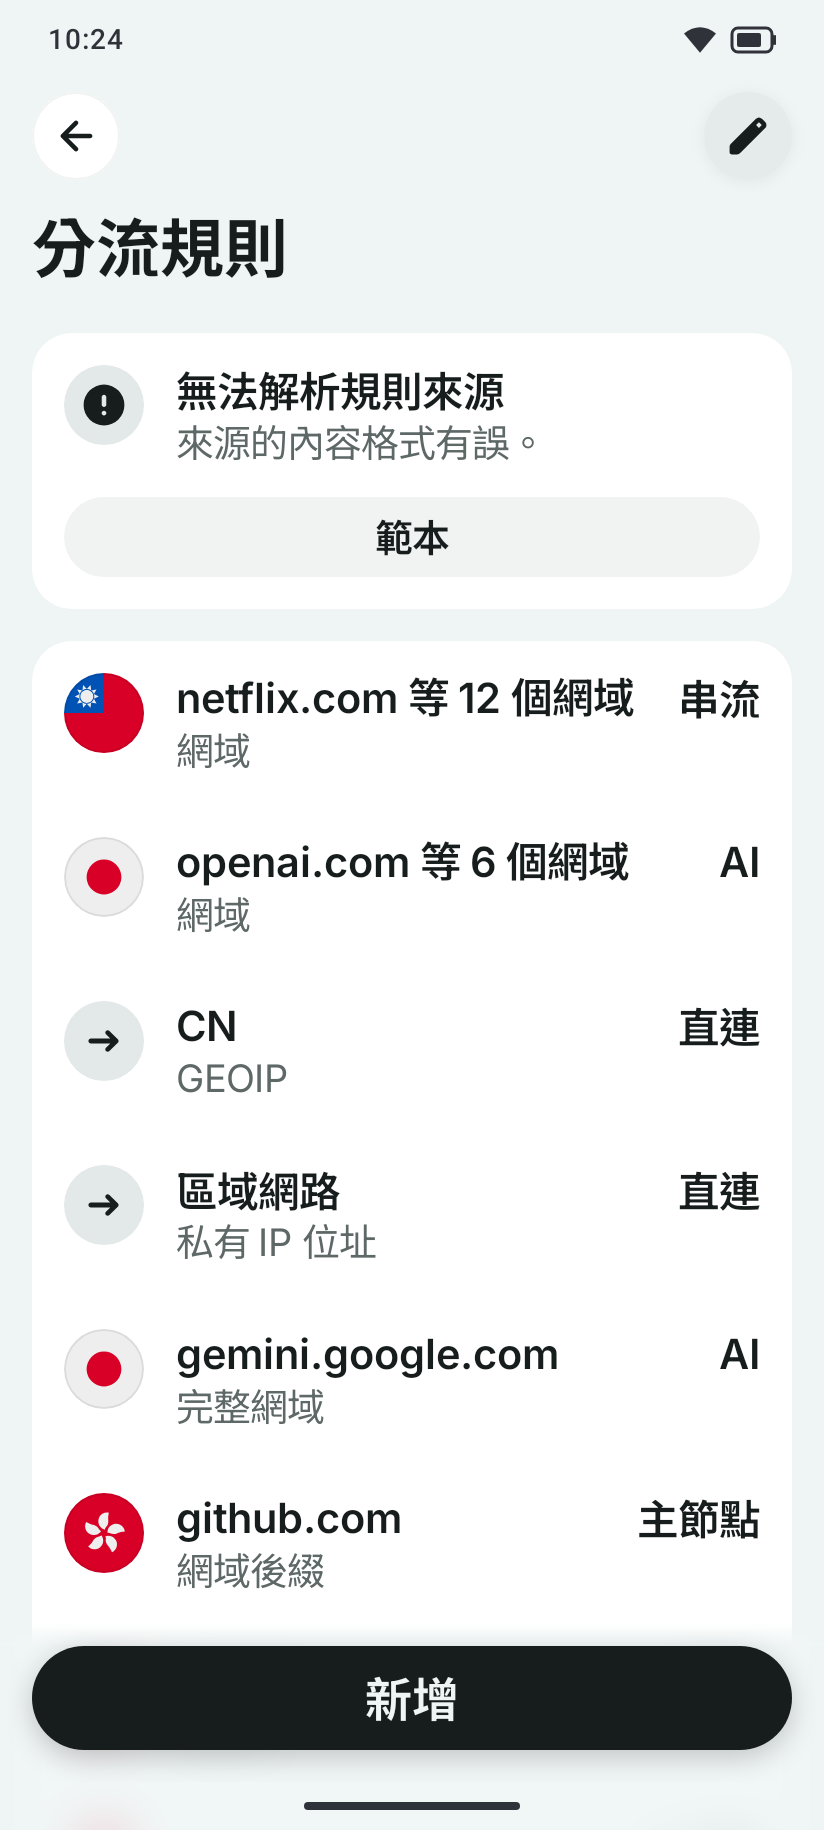 10:24
分流規則
無法解析規則來源
來源的內容格式有誤。
範本
netflix.com 等 12 個網域
串流
網域
openai.com 等 6 個網域
AI
網域
CN
直連
GEOIP
區域網路
直連
私有 IP 位址
gemini.google.com
AI
完整網域
github.com
主節點
網域後綴
新增